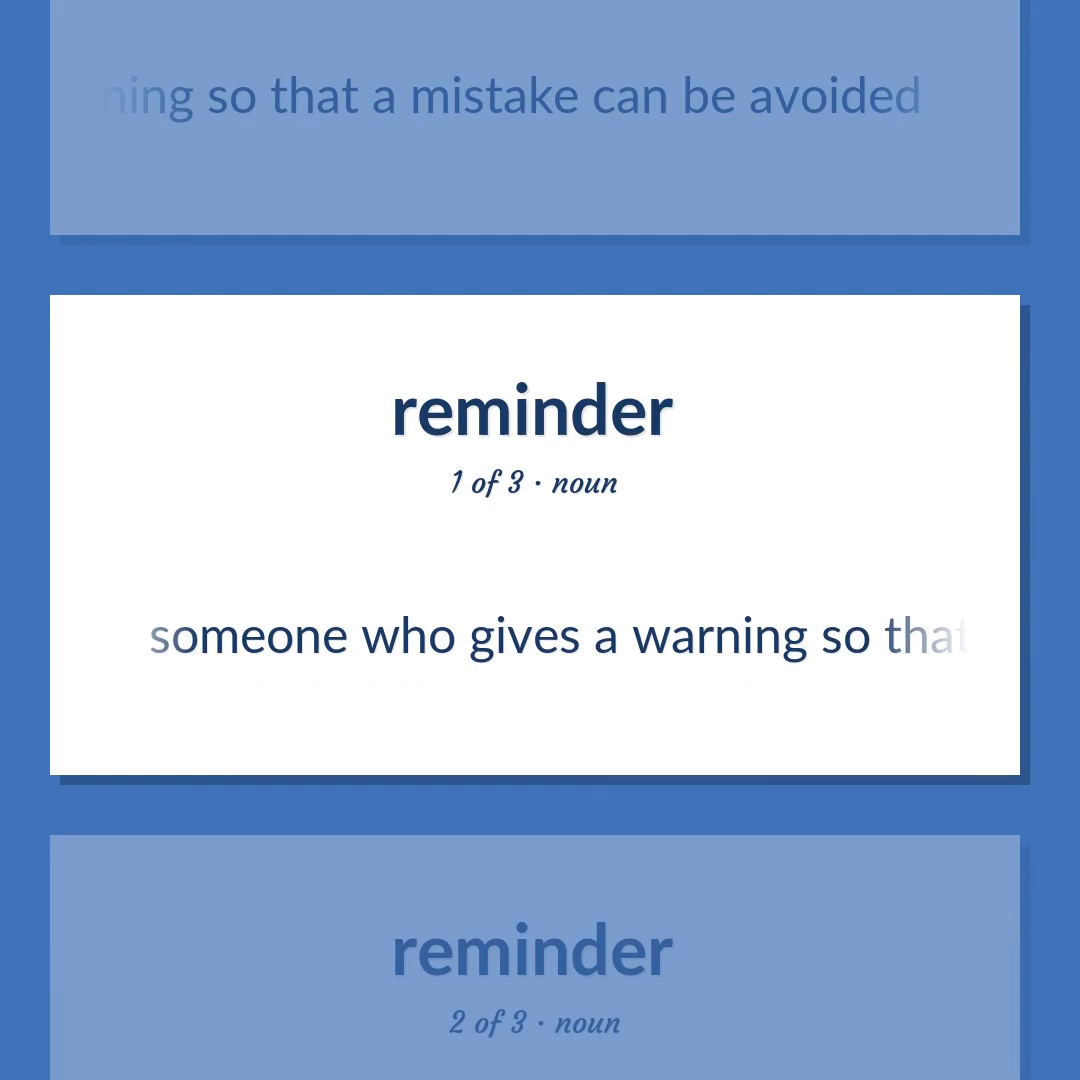 so that a mistake can be avoided
reminder
1 of 3 · noun
someone who gives a warning so that
reminder
2 of 3 · noun